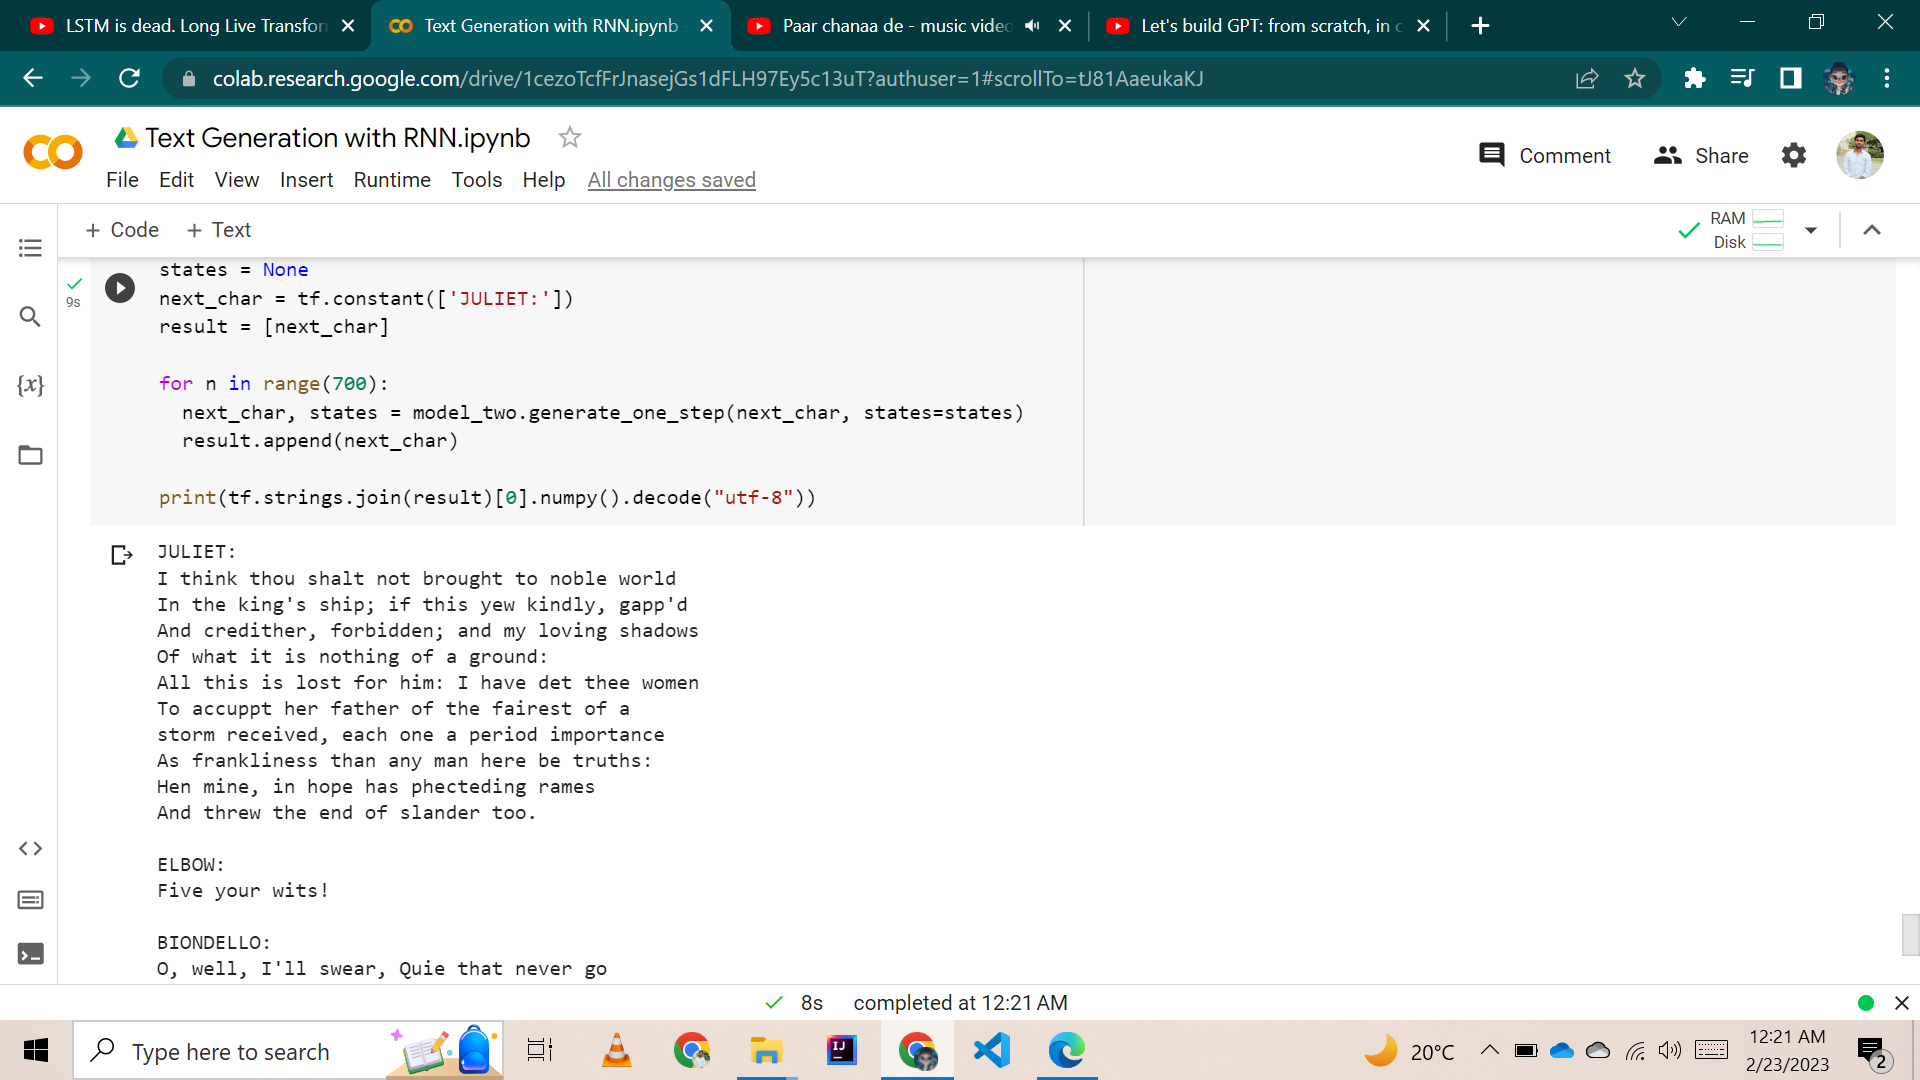 LSTM is dead. Long Live Transfor
Text Generation with RNN.ipynb -
Paar chanaa de - music video
Let's build GPT: from scratch, in c
colab.research.google.com/drive/1cezoTcfFrJnasejGs1dFLH97Ey5c13uT?authuser=1#scrollTo=tJ81AaeukaKJ
CO
Text Generation with RNN.ipynb
Comment
Share
File Edit View Insert Runtime Tools Help All changes saved
+ Code + Text
RAM
Disk
9s
states = None
next_char = tf.constant(['JULIET:'])
result = [next_char]
for n in range(700):
  next_char, states = model_two.generate_one_step(next_char, states=states)
  result.append(next_char)
print(tf.strings.join(result)[0].numpy().decode("utf-8"))
{x}
JULIET:
I think thou shalt not brought to noble world
In the king's ship; if this yew kindly, gapp'd
And credither, forbidden; and my loving shadows
Of what it is nothing of a ground:
All this is lost for him: I have det thee women
To accuppt her father of the fairest of a
storm received, each one a period importance
As frankliness than any man here be truths:
Hen mine, in hope has phecteding rames
And threw the end of slander too.
ELBOW:
Five your wits!
BIONDELLO:
O, well, I'll swear, Quie that never go
8s completed at 12:21 AM
Type here to search
IJ
20°C
12:21 AM
2/23/2023
2